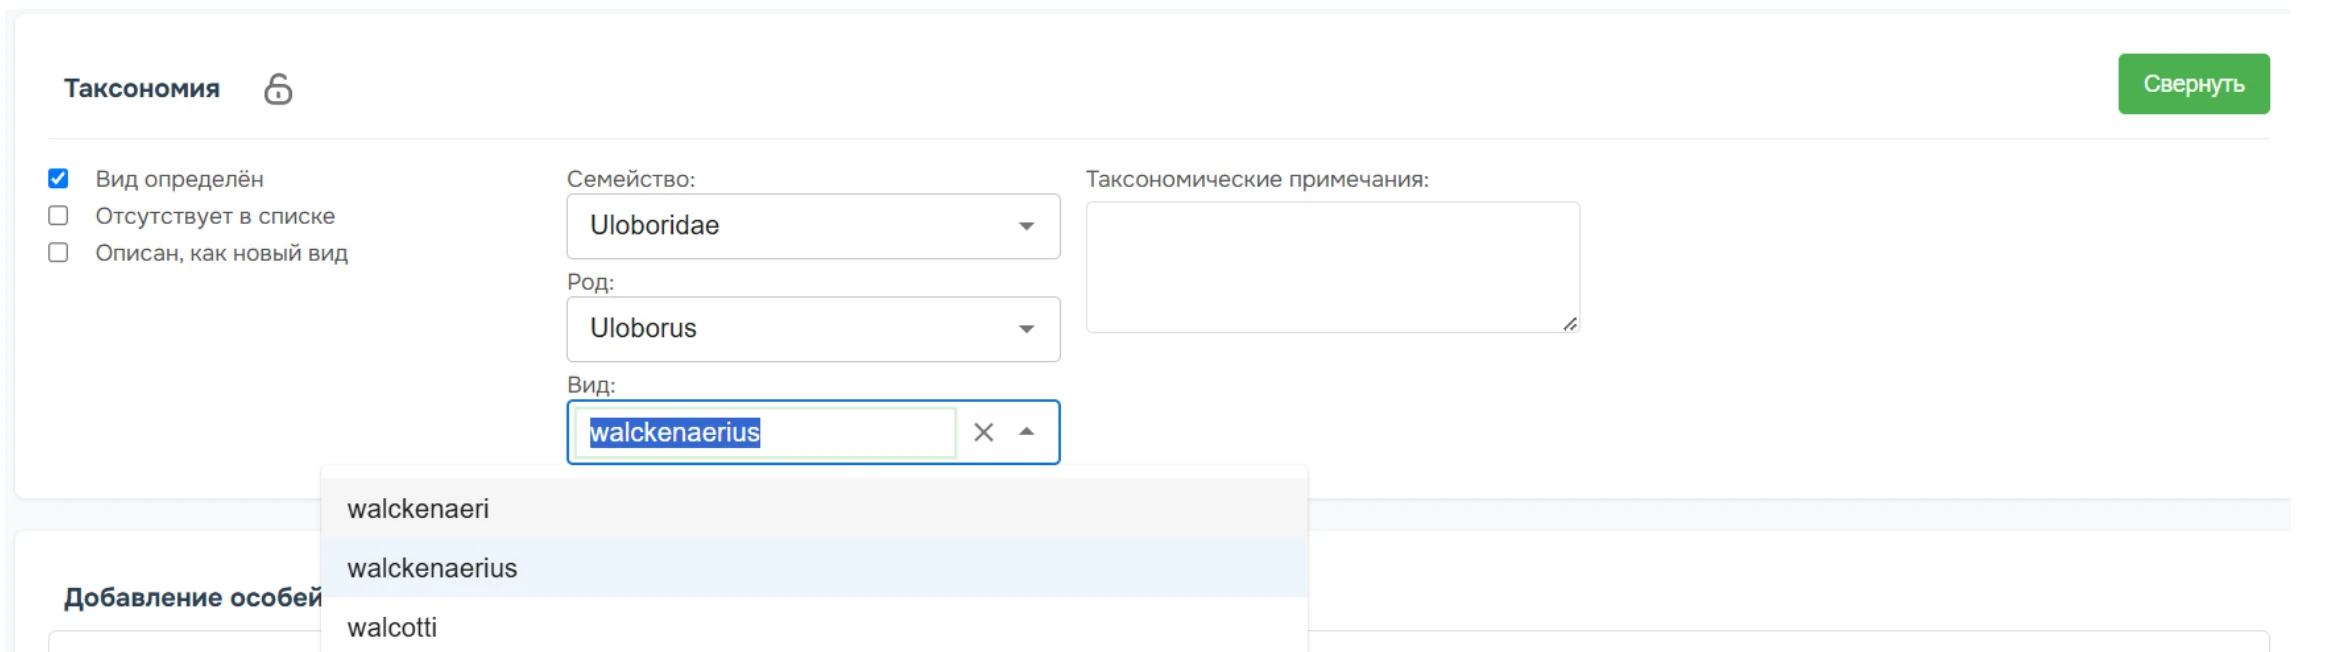 Таксономия
Свернуть
Вид определён
Отсутствует в списке
Описан, как новый вид
Семейство:
Uloboridae
Род:
Uloborus
Вид:
walckenaerius
walckenaeri
walckenaerius
walcotti
Таксономические примечания:
Добавление особей